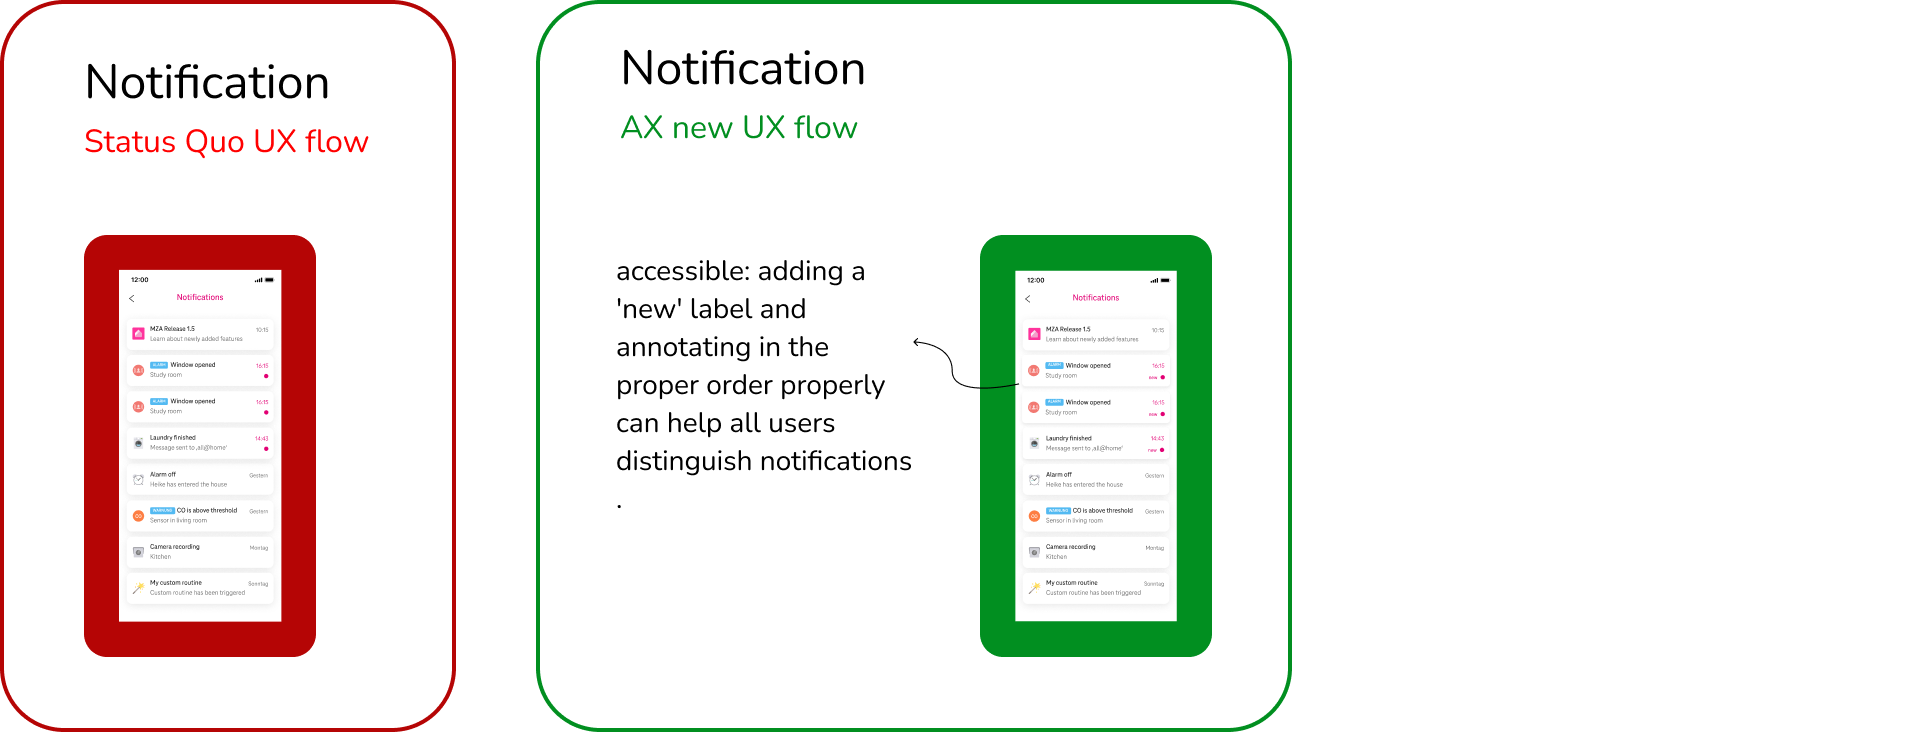 Notification
Status Quo UX flow
12:00
Notifications
MZA Release 1.5
10:15
Learn about newly added features
ALARM Window opened
16:15
Study room
ALARM Window opened
16:15
Study room
Laundry finished
14:43
Message sent to ‚all@home'
Alarm off
Gestern
Heike has entered the house
WARNUNG CO is above threshold
Gestern
Sensor in living room
Camera recording
Montag
Kitchen
My custom routine
Sonntag
Custom routine has been triggered
Notification
AX new UX flow
accessible: adding a
'new' label and
annotating in the
proper order properly
can help all users
distinguish notifications
.
12:00
Notifications
MZA Release 1.5
10:15
Learn about newly added features
ALARM Window opened
16:15
Study room
new
ALARM Window opened
16:15
Study room
new
Laundry finished
14:43
Message sent to ‚all@home'
new
Alarm off
Gestern
Heike has entered the house
WARNUNG CO is above threshold
Gestern
Sensor in living room
Camera recording
Montag
Kitchen
My custom routine
Sonntag
Custom routine has been triggered